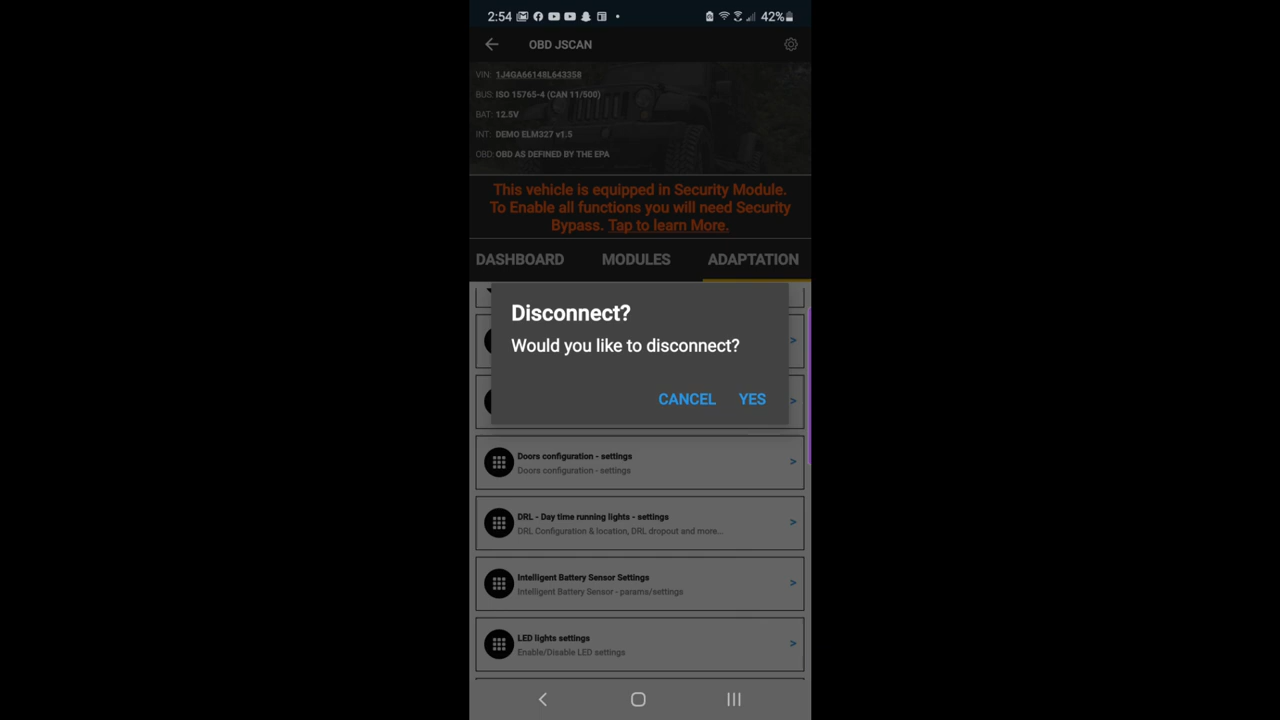 2:54 42%
OBD JSCAN
VIN: 1J4GA66148L643358
BUS: ISO 15765-4 (CAN 11/500)
BAT: 12.5V
INT: DEMO ELM327 v1.5
OBD: OBD AS DEFINED BY THE EPA
This vehicle is equipped in Security Module.
To Enable all functions you will need Security
Bypass. Tap to learn More.
DASHBOARD MODULES ADAPTATION
Disconnect?
Would you like to disconnect?
CANCEL YES
Doors configuration - settings
Doors configuration - settings
DRL - Day time running lights - settings
DRL Configuration & location, DRL dropout and more...
Intelligent Battery Sensor Settings
Intelligent Battery Sensor - params/settings
LED lights settings
Enable/Disable LED settings